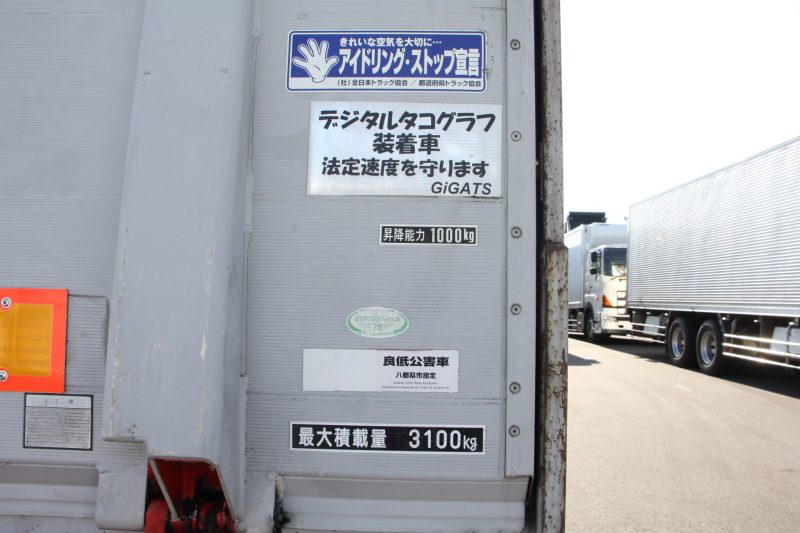 きれいな空気を大切に…
アイドリング・ストップ宣言
(社)全日本トラック協会／都道府県トラック協会
デジタルタコグラフ
装着車
法定速度を守ります
GiGATS
昇降能力 1000kg
良低公害車
八都県市指定
最大積載量 3100kg